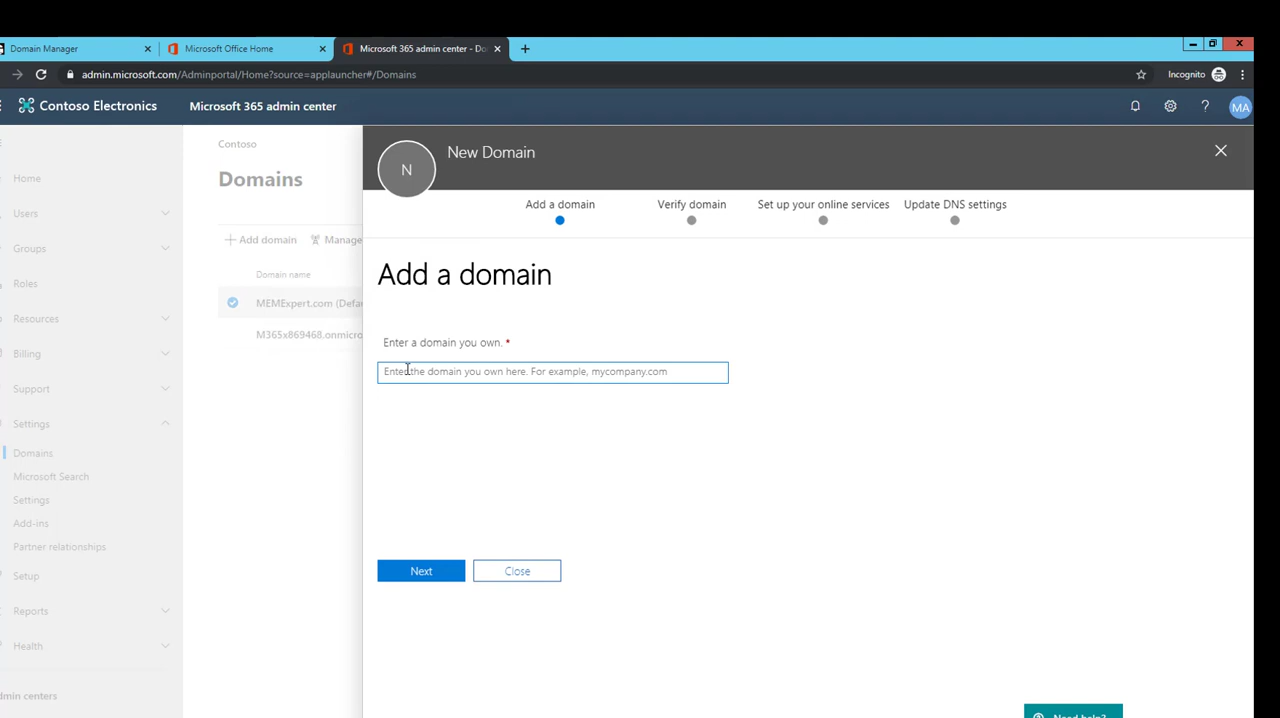 Domain Manager
Microsoft Office Home
Microsoft 365 admin center - Do
admin.microsoft.com/Adminportal/Home?source=applauncher#/Domains
Incognito
Contoso Electronics
Microsoft 365 admin center
MA
Home
Users
Groups
Roles
Resources
Billing
Support
Settings
Domains
Microsoft Search
Settings
Add-ins
Partner relationships
Setup
Reports
Health
dmin centers
Contoso
Domains
Add domain
Manage
Domain name
MEMExpert.com (Defau
M365x869468.onmicro
N
New Domain
Add a domain
Verify domain
Set up your online services
Update DNS settings
Add a domain
Enter a domain you own. *
Enter the domain you own here. For example, mycompany.com
Next
Close
Need help?